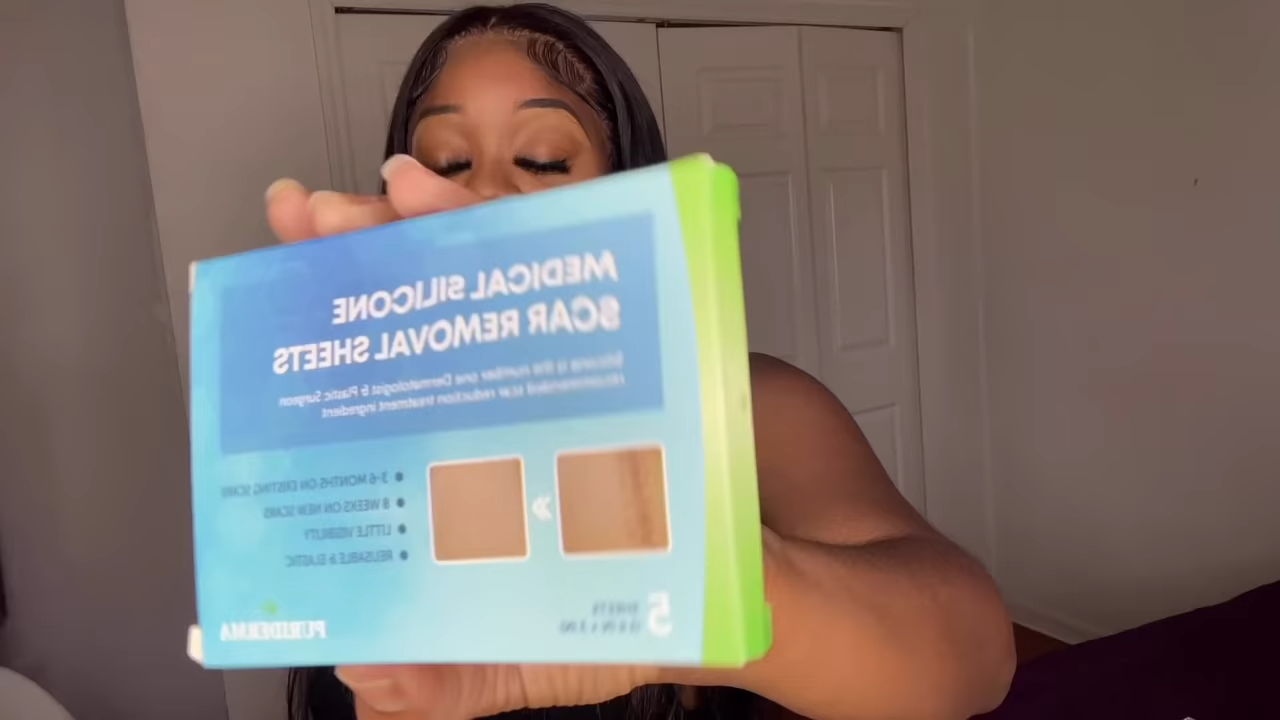 MEDICAL SILICONE
SCAR REMOVAL SHEETS
Silicone is the number one Dermatologist & Plastic Surgeon
recommended scar reduction treatment ingredient
3-6 MONTHS ON EXISTING SCARS
8 WEEKS ON NEW SCARS
LITTLE VISIBILITY
REUSABLE & ELASTIC
5 SHEETS
PURIDERMA